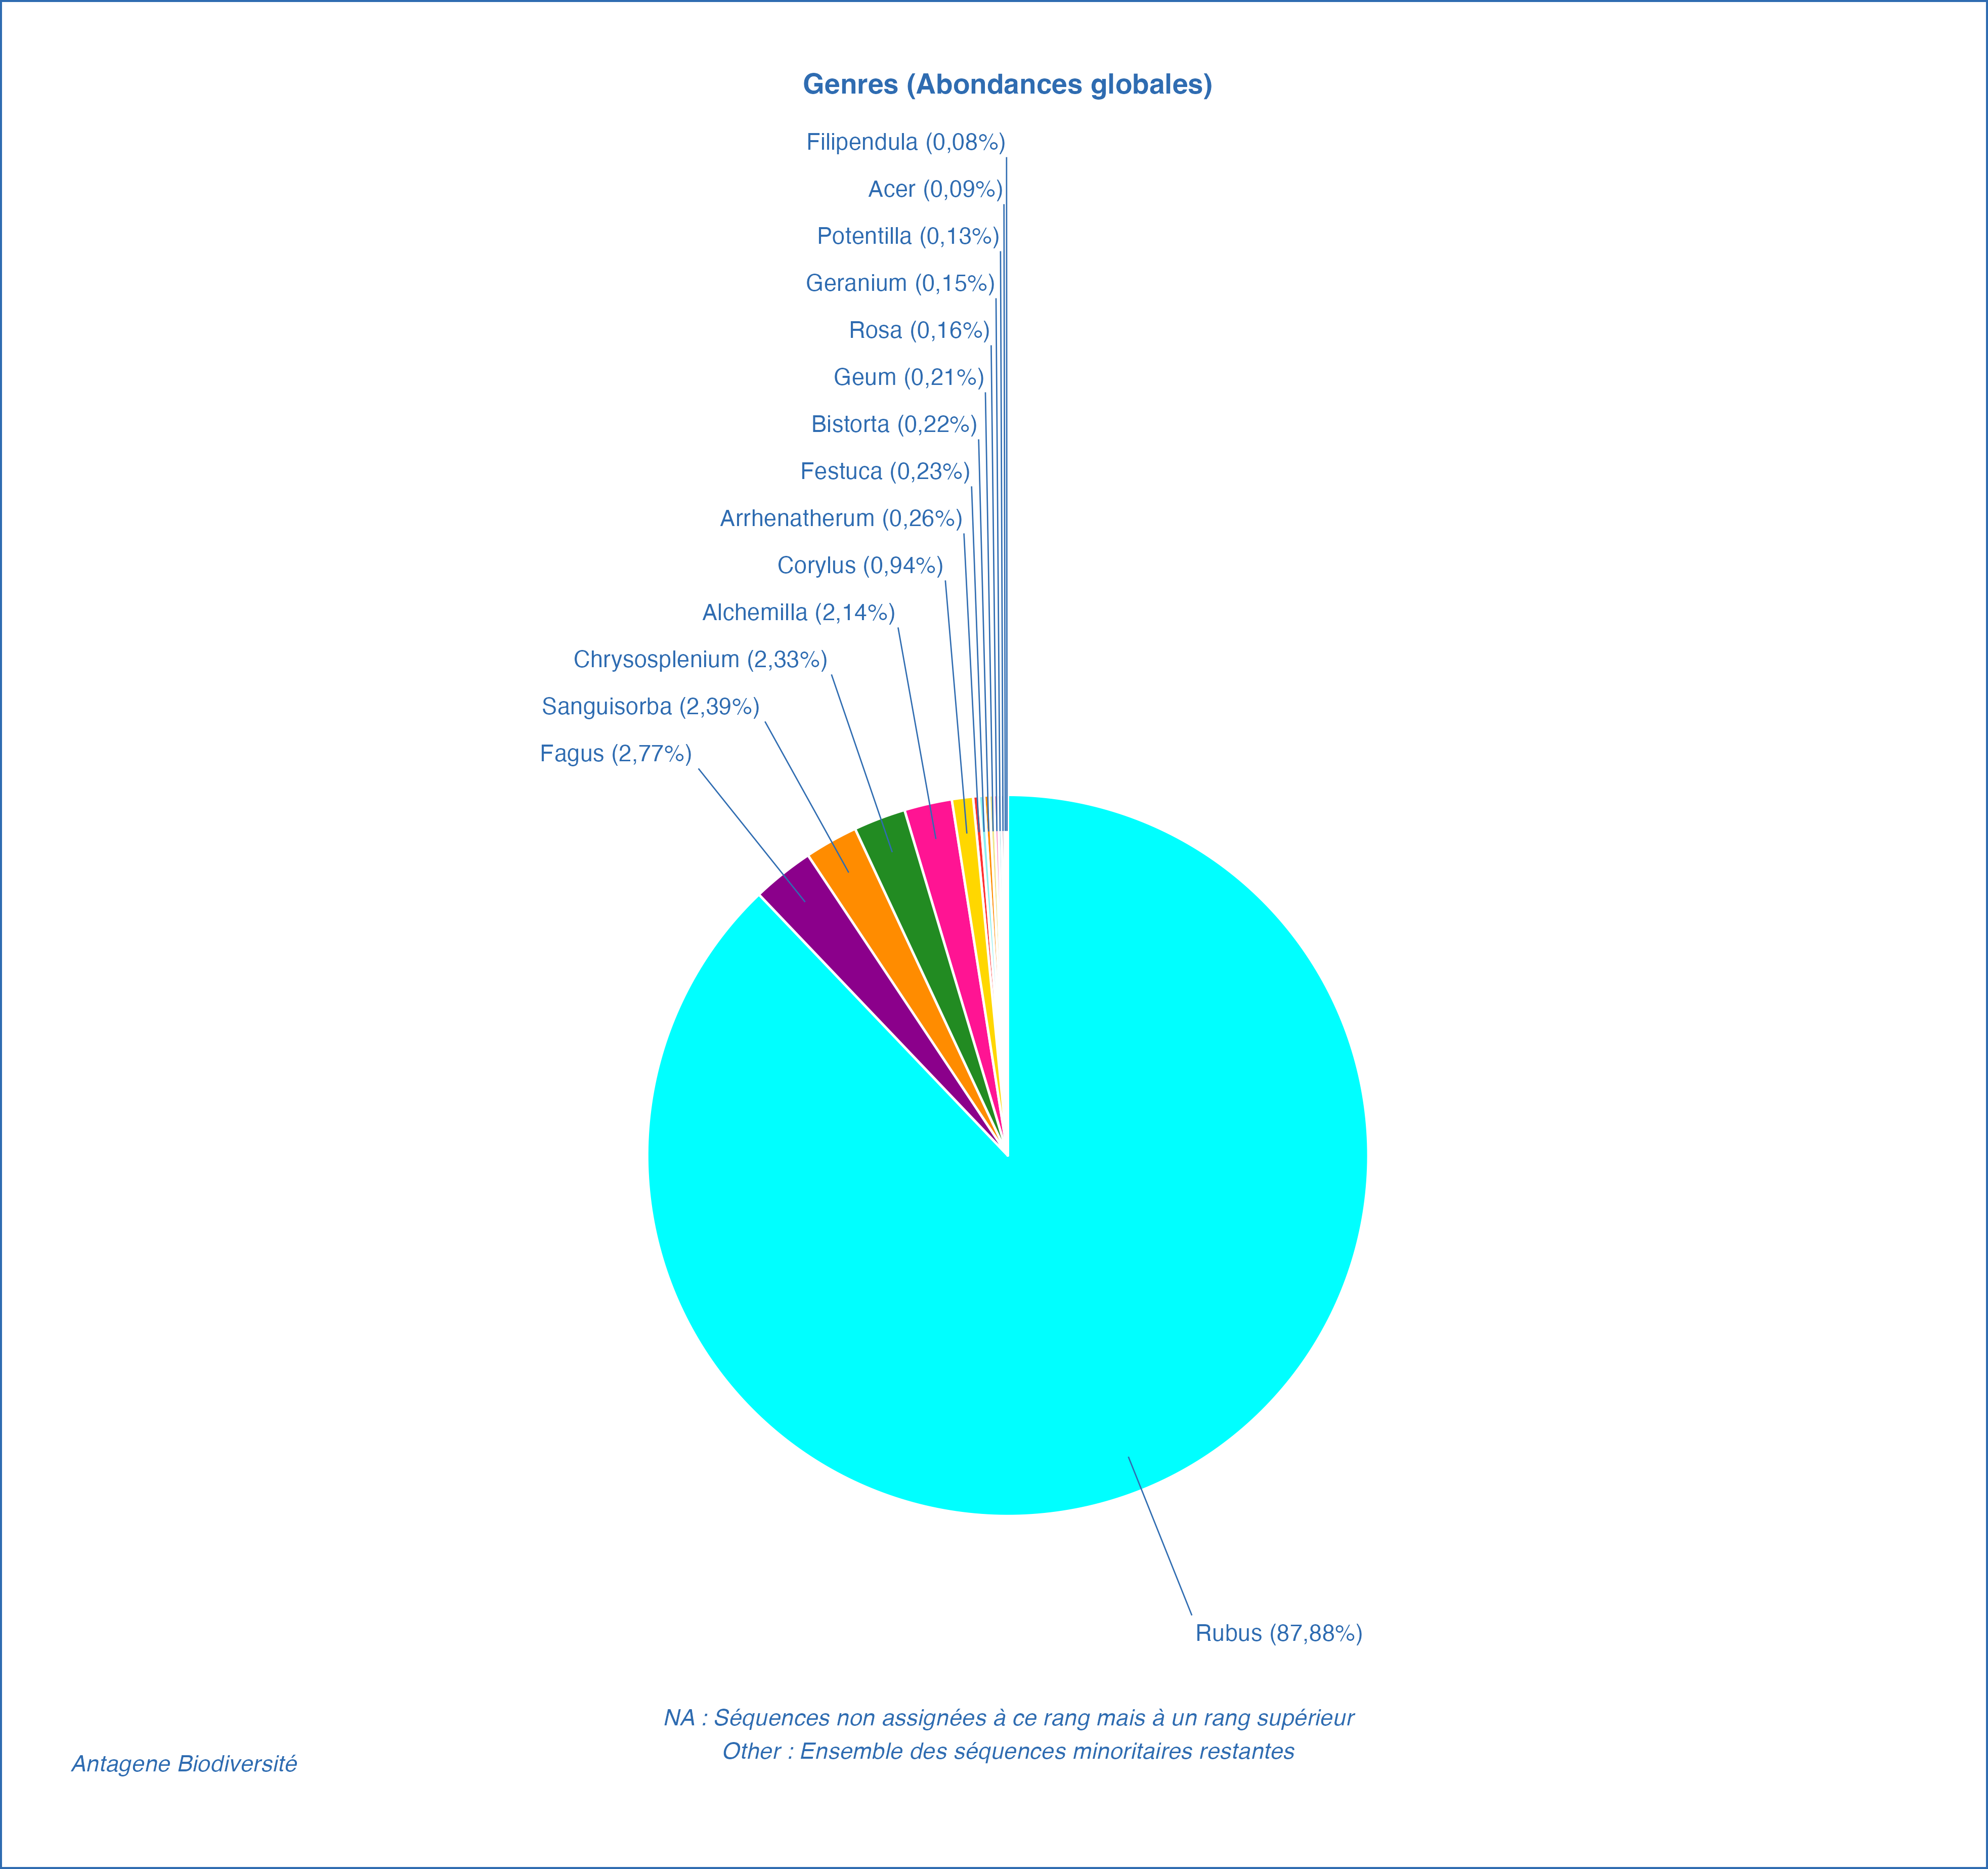 Genres (Abondances globales)
Filipendula (0,08%)
Acer (0,09%)
Potentilla (0,13%)
Geranium (0,15%)
Rosa (0,16%)
Geum (0,21%)
Bistorta (0,22%)
Festuca (0,23%)
Arrhenatherum (0,26%)
Corylus (0,94%)
Alchemilla (2,14%)
Chrysosplenium (2,33%)
Sanguisorba (2,39%)
Fagus (2,77%)
Rubus (87,88%)
NA : Séquences non assignées à ce rang mais à un rang supérieur
Other : Ensemble des séquences minoritaires restantes
Antagene Biodiversité